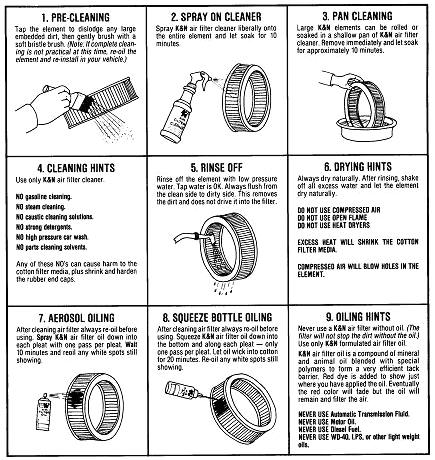 1. PRE-CLEANING
Tap the element to dislodge any large
embedded dirt, then gently brush with a
soft bristle brush. (Note: If complete clean-
ing is not practical at this time, re-oil the
element and re-install in your vehicle.)
2. SPRAY ON CLEANER
Spray K&N air filter cleaner liberally onto
the entire element and let soak for 10
minutes.
3. PAN CLEANING
Large K&N elements can be rolled or
soaked in a shallow pan of K&N air filter
cleaner. Remove immediately and let soak
for approximately 10 minutes.
4. CLEANING HINTS
Use only K&N air filter cleaner.
NO gasoline cleaning.
NO steam cleaning.
NO caustic cleaning solutions.
NO strong detergents.
NO high pressure car wash.
NO parts cleaning solvents.
Any of these NO's can cause harm to the
cotton filter media, plus shrink and harden
the rubber end caps.
5. RINSE OFF
Rinse off the element with low pressure
water. Tap water is OK. Always flush from
the clean side to dirty side. This removes
the dirt and does not drive it into the filter.
6. DRYING HINTS
Always dry naturally. After rinsing, shake
off all excess water and let the element
dry naturally.
DO NOT USE COMPRESSED AIR
DO NOT USE OPEN FLAME
DO NOT USE HEAT DRYERS
EXCESS HEAT WILL SHRINK THE COTTON
FILTER MEDIA.
COMPRESSED AIR WILL BLOW HOLES IN THE
ELEMENT.
7. AEROSOL OILING
After cleaning air filter always re-oil before
using. Spray K&N air filter oil down into
each pleat with one pass per pleat. Wait
10 minutes and reoil any white spots still
showing.
8. SQUEEZE BOTTLE OILING
After cleaning air filter always re-oil before
using. Squeeze K&N air filter oil down into
the bottom and along each pleat — only
one pass per pleat. Let oil wick into cotton
for 20 minutes. Re-oil any white spots still
showing.
9. OILING HINTS
Never use a K&N air filter without oil. (The
filter will not stop the dirt without the oil.)
Use only K&N formulated air filter oil.
K&N air filter oil is a compound of mineral
and animal oil blended with special
polymers to form a very efficient tack
barrier. Red dye is added to show just
where you have applied the oil. Eventually
the red color will fade but the oil will
remain and filter the air.
NEVER USE Automatic Transmission Fluid.
NEVER USE Motor Oil.
NEVER USE Diesel Fuel.
NEVER USE WD-40, LPS, or other light weight
oils.